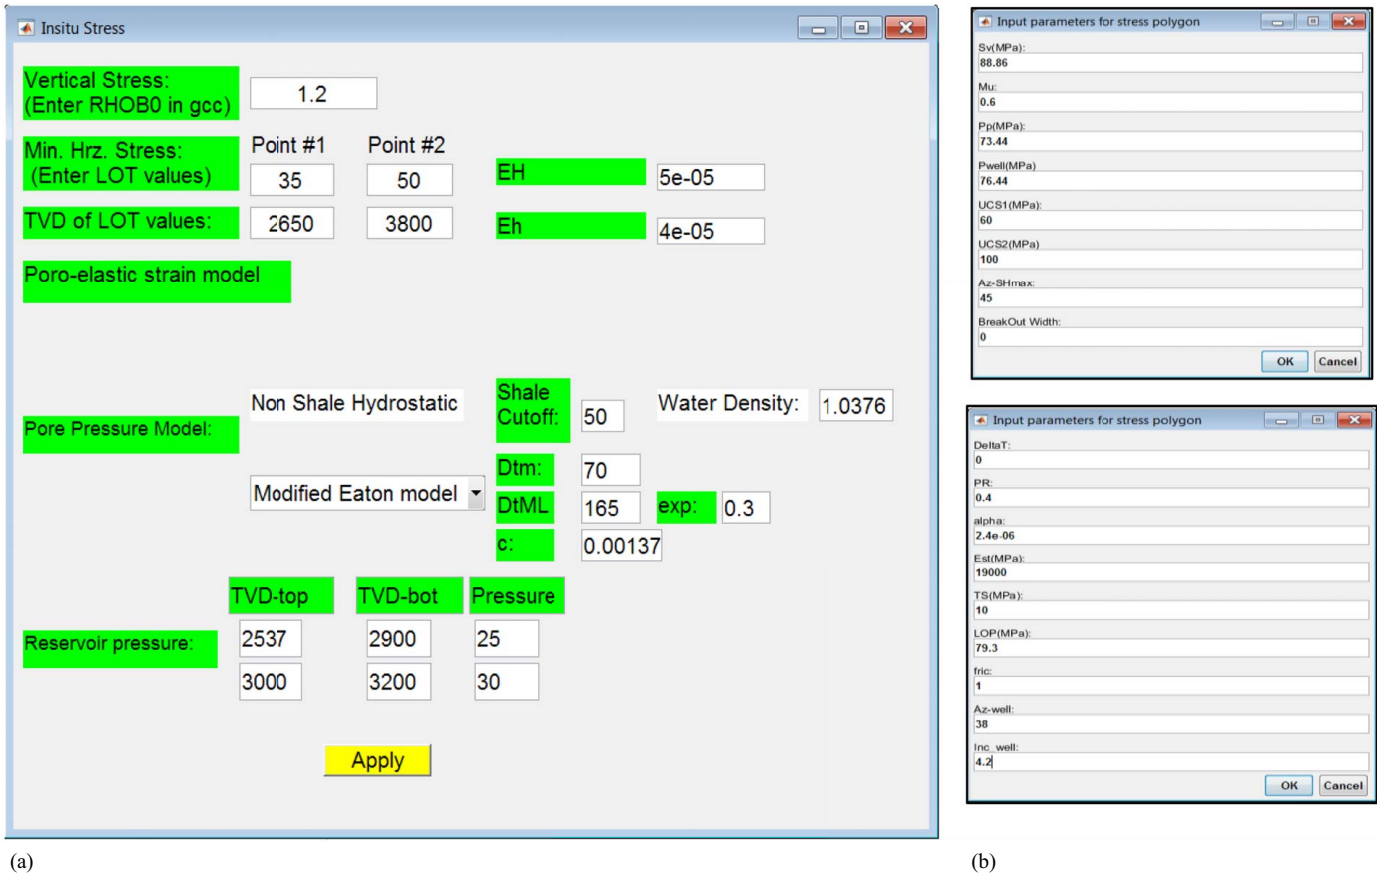 Insitu Stress
Vertical Stress:
(Enter RHOB0 in gcc)
1.2
Point #1 Point #2
Min. Hrz. Stress:
(Enter LOT values)
35 50
EH 5e-05
TVD of LOT values:
2650 3800
Eh 4e-05
Poro-elastic strain model
Non Shale Hydrostatic
Shale
Cutoff:
50
Water Density: 1.0376
Pore Pressure Model:
Dtm: 70
Modified Eaton model
DtML 165 exp: 0.3
c: 0.00137
TVD-top TVD-bot Pressure
Reservoir pressure:
2537 2900 25
3000 3200 30
Apply
(a)
Input parameters for stress polygon
Sv(MPa):
88.86
Mu:
0.6
Pp(MPa):
73.44
Pwell(MPa)
76.44
UCS1(MPa):
60
UCS2(MPa)
100
Az-SHmax:
45
BreakOut Width:
0
OK Cancel
Input parameters for stress polygon
DeltaT:
0
PR:
0.4
alpha:
2.4e-06
Est(MPa):
19000
TS(MPa):
10
LOP(MPa):
79.3
fric:
1
Az-well:
38
Inc_well:
4.2
OK Cancel
(b)